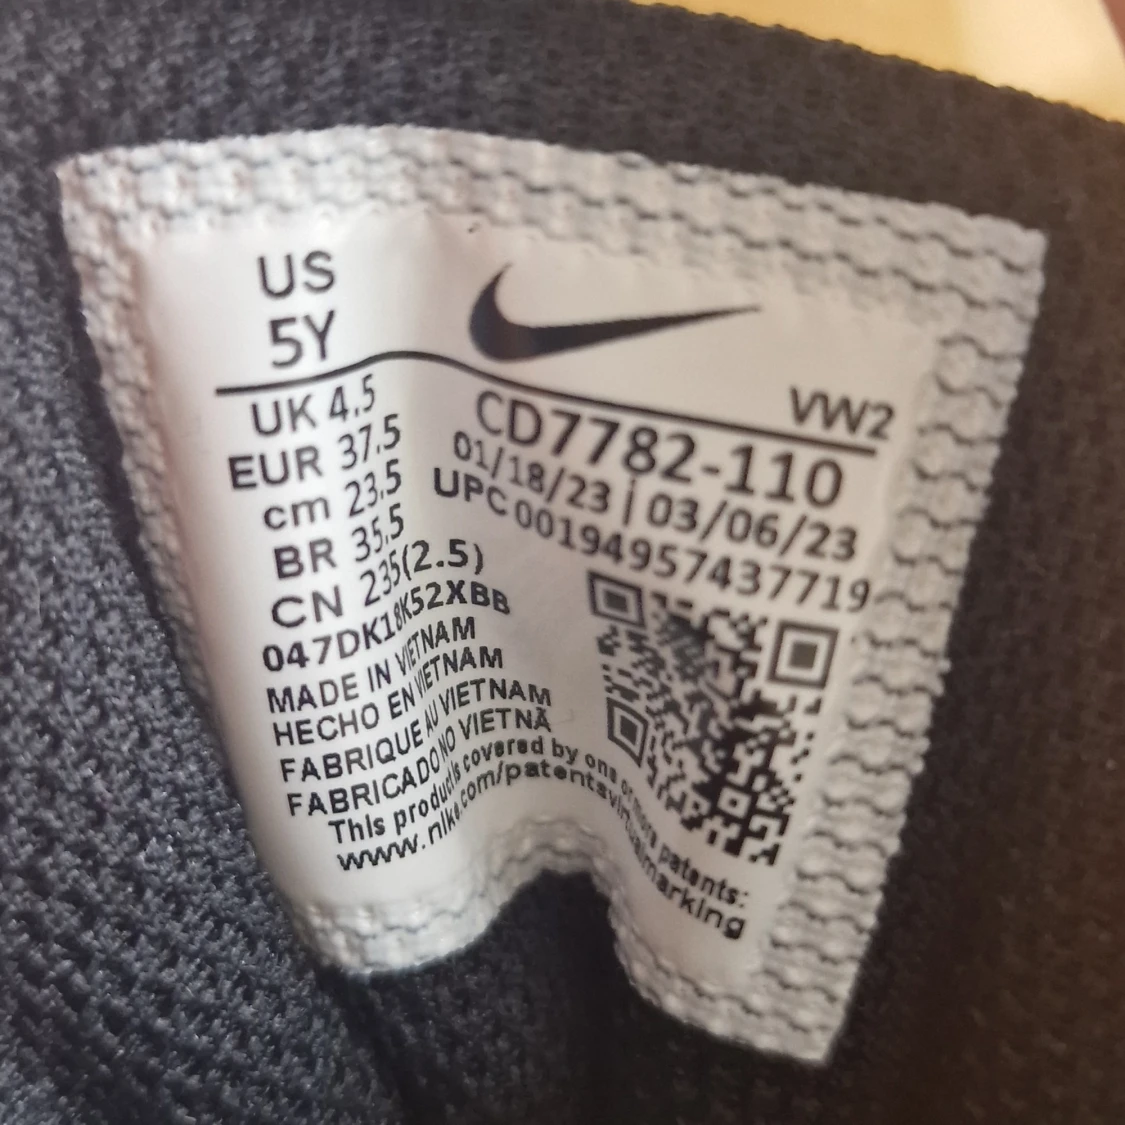 US
5Y
UK 4.5
EUR 37.5
cm 23.5
BR 35.5
CN 235(2.5)
047DK18K52XBB
MADE IN VIETNAM
HECHO EN VIETNAM
FABRIQUE AU VIETNAM
FABRICADO NO VIETNÃ
This product is covered by one or more patents:
www.nike.com/patentsvirtualmarking
VW2
CD7782-110
01/18/23 | 03/06/23
UPC 00194957437719